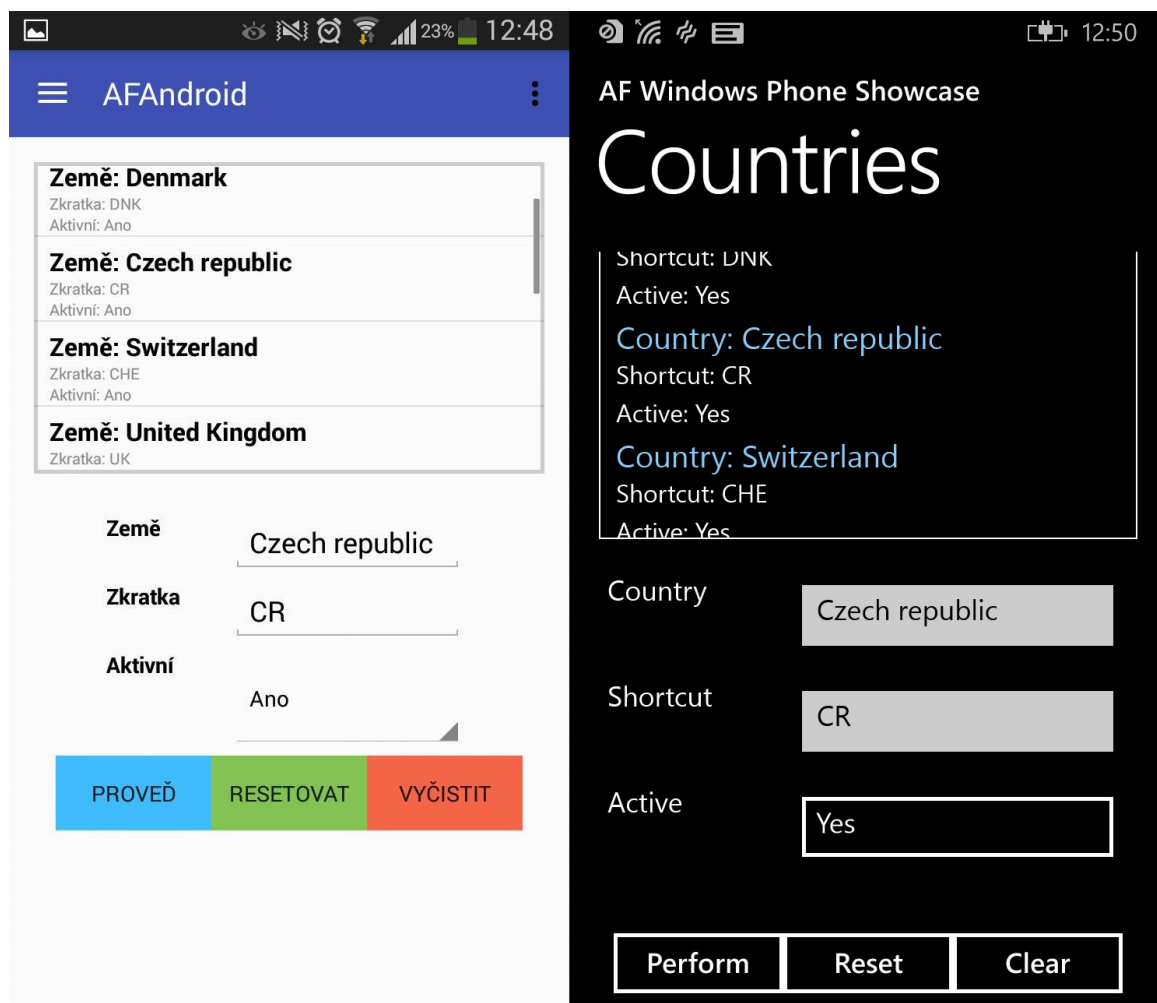 23% 12:48
AFAndroid
Země: Denmark
Zkratka: DNK
Aktivní: Ano
Země: Czech republic
Zkratka: CR
Aktivní: Ano
Země: Switzerland
Zkratka: CHE
Aktivní: Ano
Země: United Kingdom
Zkratka: UK
Země
Czech republic
Zkratka
CR
Aktivní
Ano
PROVEĎ RESETOVAT VYČISTIT
12:50
AF Windows Phone Showcase
Countries
Shortcut: DNK
Active: Yes
Country: Czech republic
Shortcut: CR
Active: Yes
Country: Switzerland
Shortcut: CHE
Active: Yes
Country
Czech republic
Shortcut
CR
Active
Yes
Perform Reset Clear